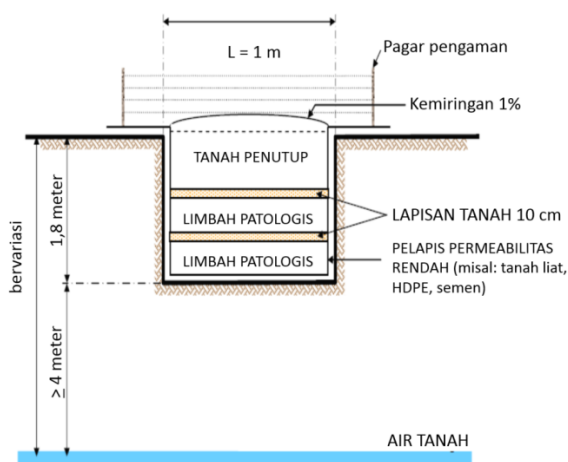 L = 1 m
Pagar pengaman
Kemiringan 1%
TANAH PENUTUP
LIMBAH PATOLOGIS
LAPISAN TANAH 10 cm
LIMBAH PATOLOGIS
PELAPIS PERMEABILITAS
RENDAH (misal: tanah liat,
HDPE, semen)
bervariasi
1,8 meter
≥ 4 meter
AIR TANAH